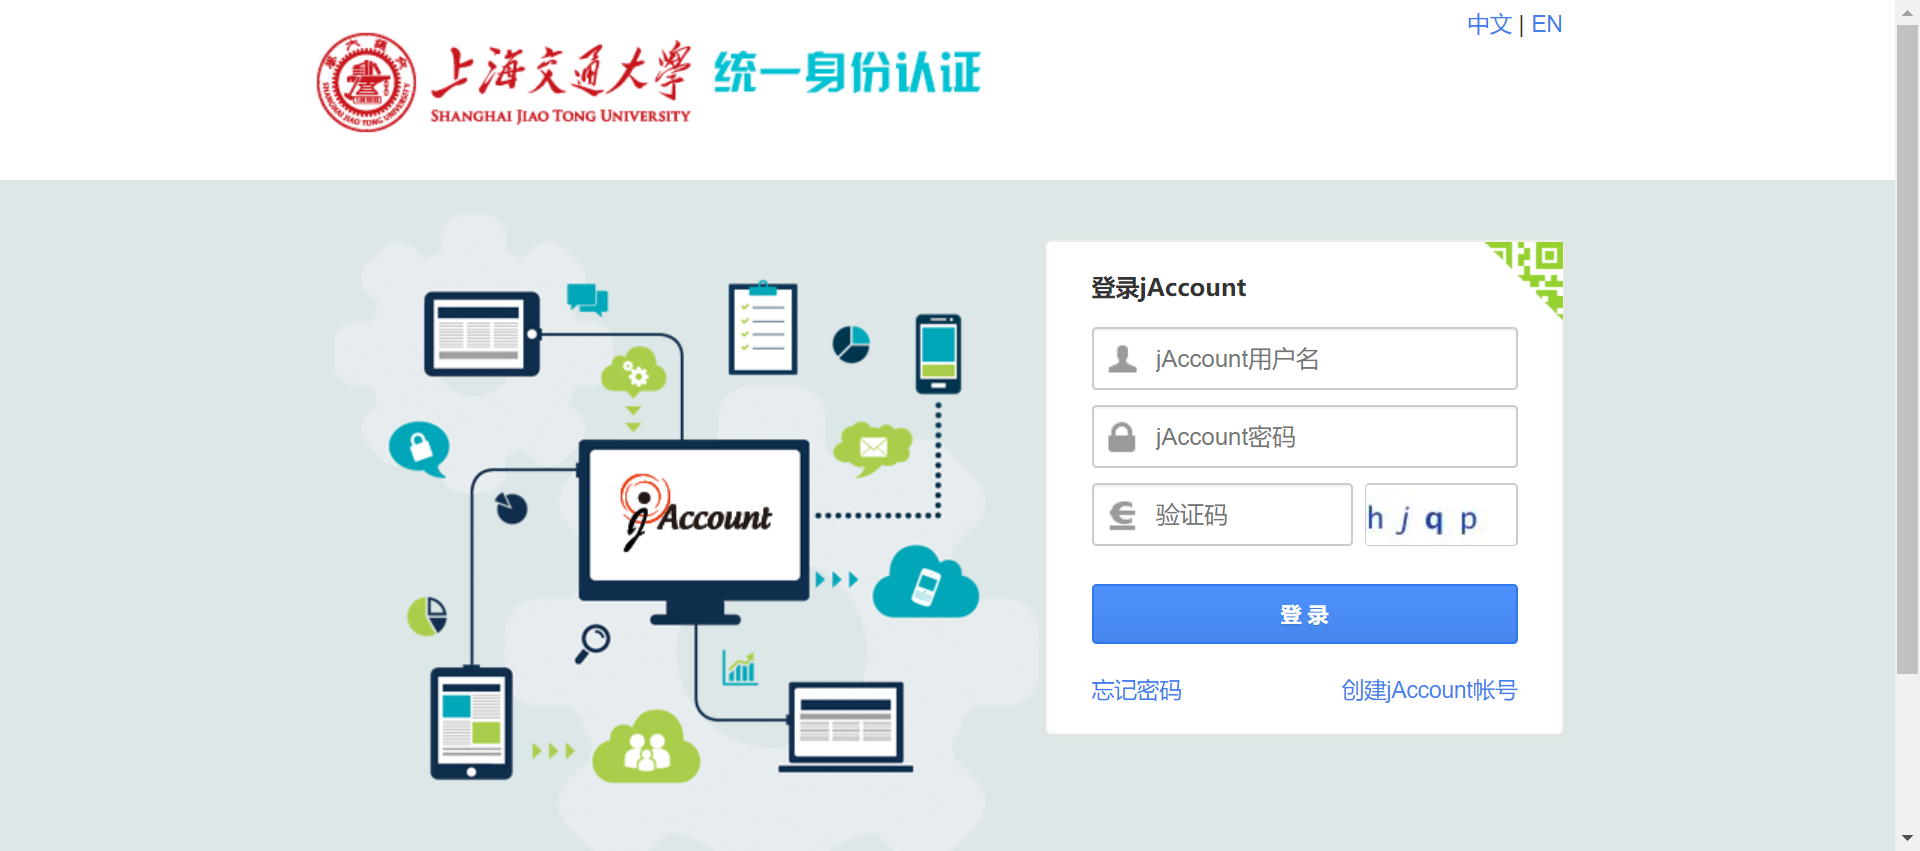 中文 | EN
上海交通大學 统一身份认证
SHANGHAI JIAO TONG UNIVERSITY
登录jAccount
jAccount用户名
jAccount密码
验证码
hjqp
登 录
忘记密码 创建jAccount帐号
jAccount